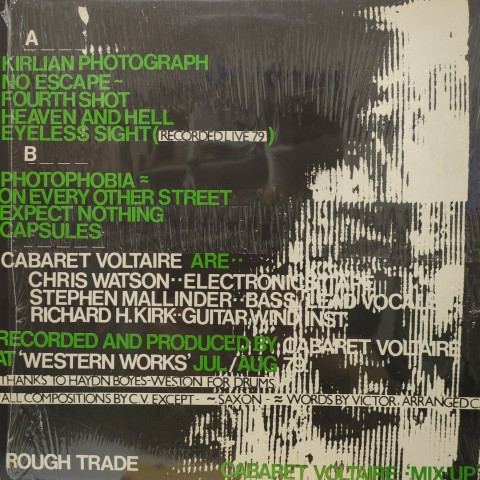 A
KIRLIAN PHOTOGRAPH
NO ESCAPE ~
FOURTH SHOT
HEAVEN AND HELL
EYELESS SIGHT (RECORDED LIVE 79)
B
PHOTOPHOBIA ≈
ON EVERY OTHER STREET
EXPECT NOTHING
CAPSULES
CABARET VOLTAIRE ARE··
CHRIS WATSON··ELECTRONICS, TAPE
STEPHEN MALLINDER··BASS, LEAD VOCALS
RICHARD H. KIRK··GUITAR, WIND INST.
RECORDED AND PRODUCED BY CABARET VOLTAIRE
AT 'WESTERN WORKS' JUL/AUG 79
THANKS TO HAYDN BOYES-WESTON FOR DRUMS
ALL COMPOSITIONS BY C.V. EXCEPT - ~ SAXON - ≈ WORDS BY VICTOR. ARRANGED C
ROUGH TRADE
CABARET VOLTAIRE 'MIX UP'